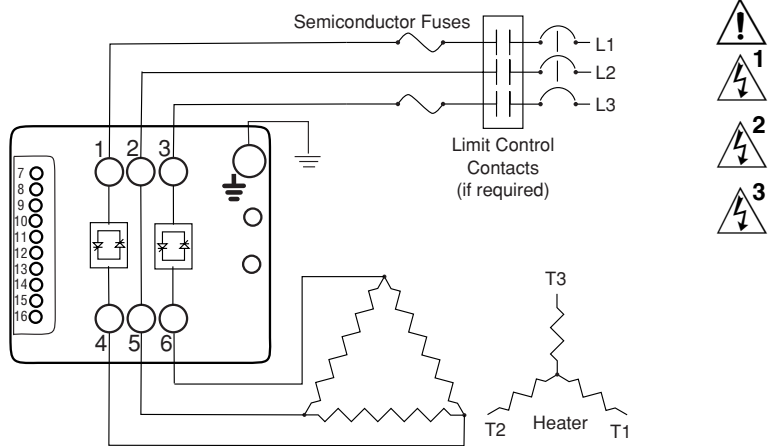 Semiconductor Fuses
L1
L2
L3
Limit Control
Contacts
(if required)
1
2
3
1 2 3
7
8
9
10
11
12
13
14
15
16
4 5 6
T3
T2
Heater
T1